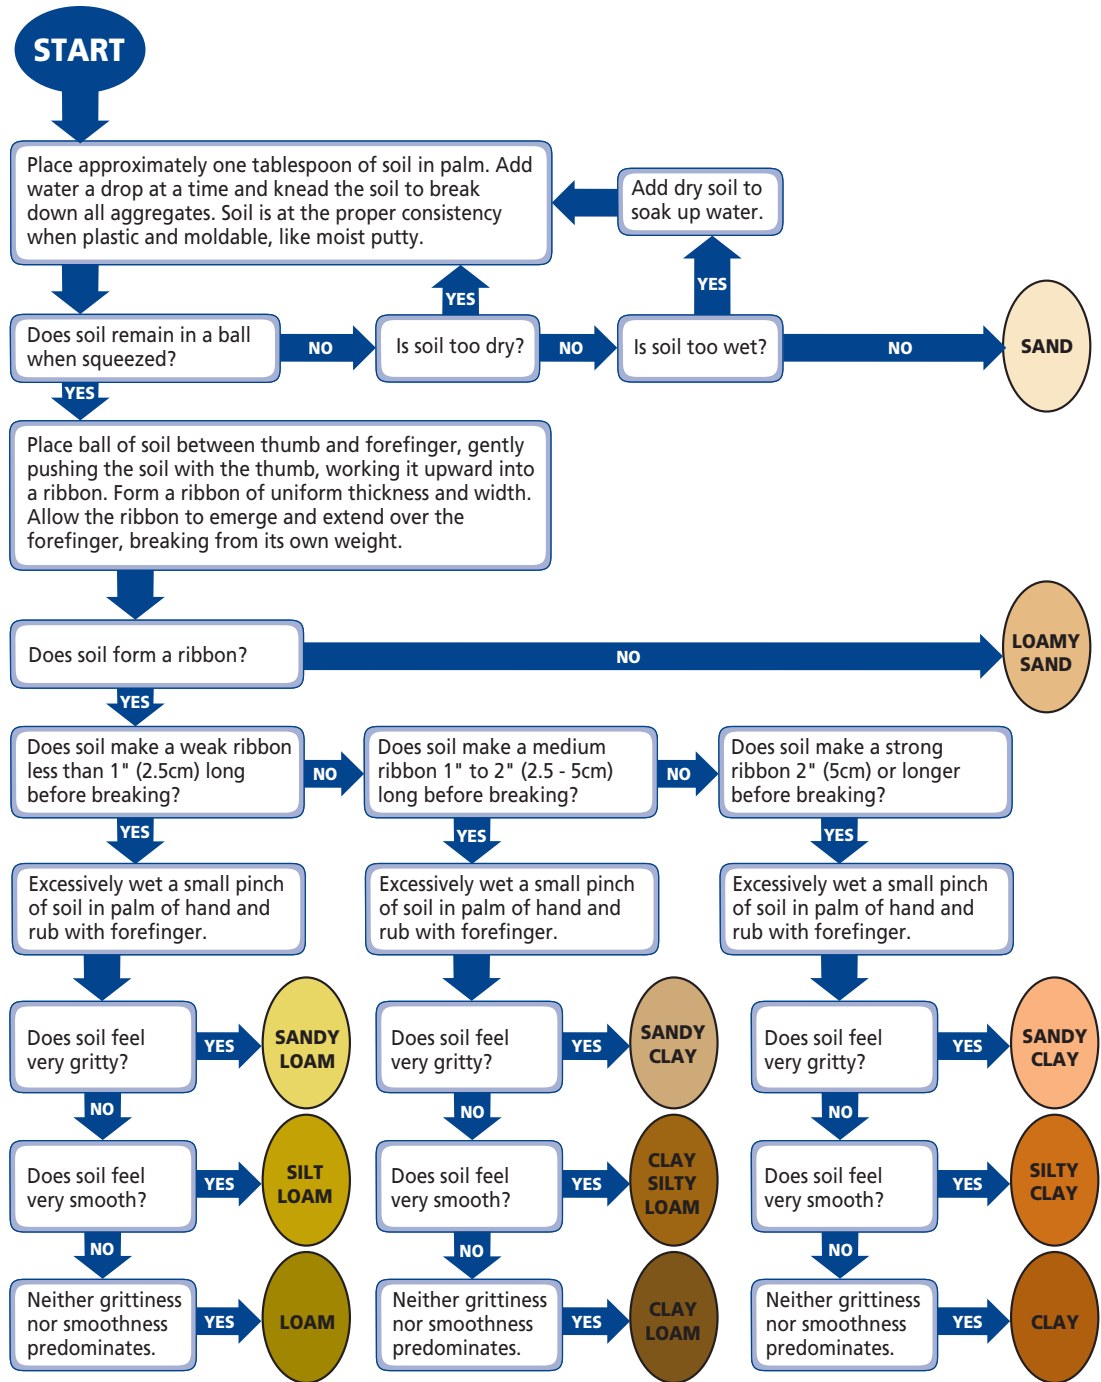 START
Place approximately one tablespoon of soil in palm. Add
water a drop at a time and knead the soil to break
down all aggregates. Soil is at the proper consistency
when plastic and moldable, like moist putty.
Add dry soil to
soak up water.
YES
YES
Does soil remain in a ball
when squeezed?
NO
Is soil too dry?
NO
Is soil too wet?
NO
SAND
YES
Place ball of soil between thumb and forefinger, gently
pushing the soil with the thumb, working it upward into
a ribbon. Form a ribbon of uniform thickness and width.
Allow the ribbon to emerge and extend over the
forefinger, breaking from its own weight.
Does soil form a ribbon?
NO
LOAMY
SAND
YES
Does soil make a weak ribbon
less than 1" (2.5cm) long
before breaking?
NO
Does soil make a medium
ribbon 1" to 2" (2.5 - 5cm)
long before breaking?
NO
Does soil make a strong
ribbon 2" (5cm) or longer
before breaking?
YES
YES
YES
Excessively wet a small pinch
of soil in palm of hand and
rub with forefinger.
Excessively wet a small pinch
of soil in palm of hand and
rub with forefinger.
Excessively wet a small pinch
of soil in palm of hand and
rub with forefinger.
Does soil feel
very gritty?
YES
SANDY
LOAM
Does soil feel
very gritty?
YES
SANDY
CLAY
Does soil feel
very gritty?
YES
SANDY
CLAY
NO
NO
NO
Does soil feel
very smooth?
YES
SILT
LOAM
Does soil feel
very smooth?
YES
CLAY
SILTY
LOAM
Does soil feel
very smooth?
YES
SILTY
CLAY
NO
NO
NO
Neither grittiness
nor smoothness
predominates.
YES
LOAM
Neither grittiness
nor smoothness
predominates.
YES
CLAY
LOAM
Neither grittiness
nor smoothness
predominates.
YES
CLAY